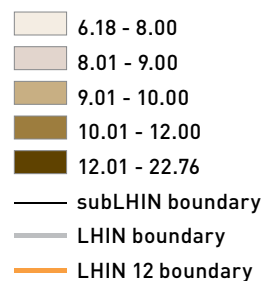 6.18 - 8.00
8.01 - 9.00
9.01 - 10.00
10.01 - 12.00
12.01 - 22.76
subLHIN boundary
LHIN boundary
LHIN 12 boundary